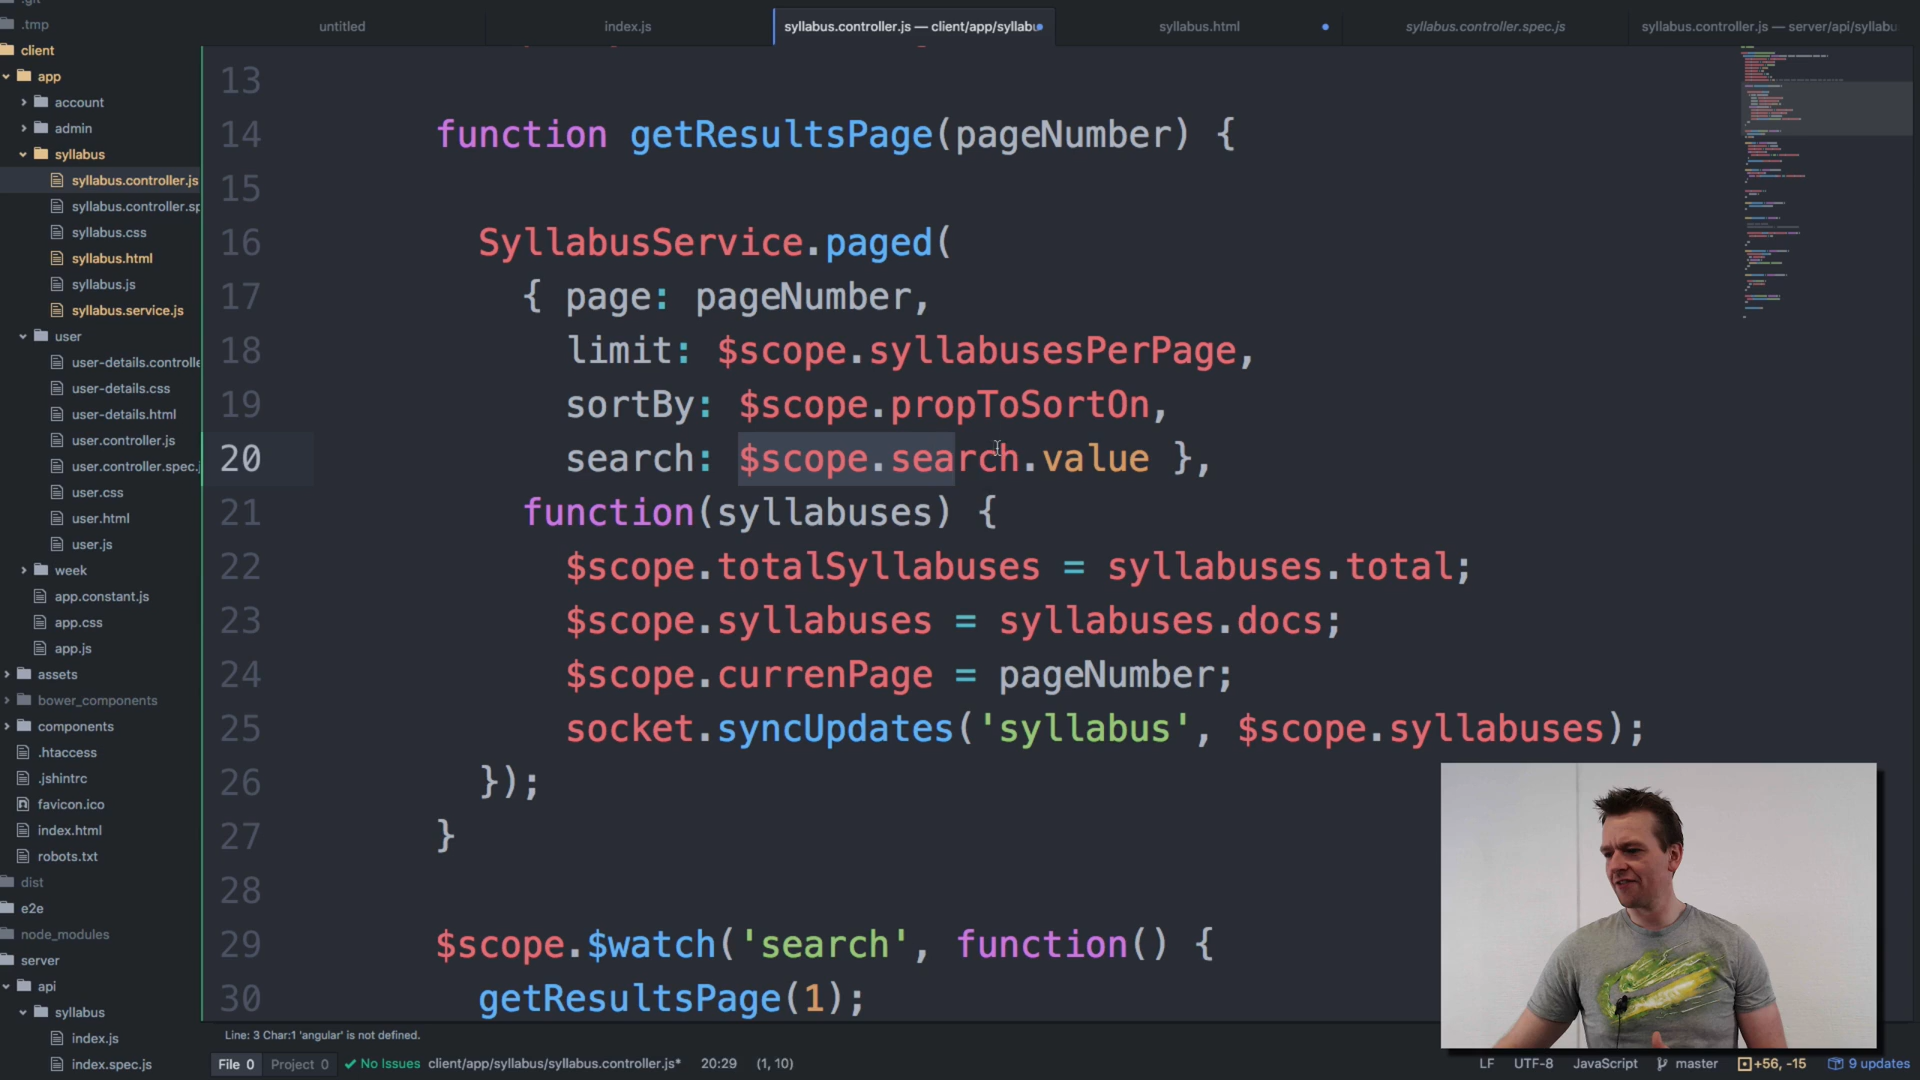 .git
.tmp
client
app
account
admin
syllabus
syllabus.controller.js
syllabus.controller.sp
syllabus.css
syllabus.html
syllabus.js
syllabus.service.js
user
user-details.controlle
user-details.css
user-details.html
user.controller.js
user.controller.spec.
user.css
user.html
user.js
week
app.constant.js
app.css
app.js
assets
bower_components
components
.htaccess
.jshintrc
favicon.ico
index.html
robots.txt
dist
e2e
node_modules
server
api
syllabus
index.js
index.spec.js
untitled
index.js
syllabus.controller.js — client/app/syllabu
syllabus.html
syllabus.controller.spec.js
syllabus.controller.js — server/api/syllabu
13
14 function getResultsPage(pageNumber) {
15
16 SyllabusService.paged(
17 { page: pageNumber,
18 limit: $scope.syllabusesPerPage,
19 sortBy: $scope.propToSortOn,
20 search: $scope.search.value },
21 function(syllabuses) {
22 $scope.totalSyllabuses = syllabuses.total;
23 $scope.syllabuses = syllabuses.docs;
24 $scope.currenPage = pageNumber;
25 socket.syncUpdates('syllabus', $scope.syllabuses);
26 });
27 }
28
29 $scope.$watch('search', function() {
30 getResultsPage(1);
Line: 3 Char:1 'angular' is not defined.
File 0 Project 0 No Issues client/app/syllabus/syllabus.controller.js* 20:29 (1, 10) LF UTF-8 JavaScript master +56, -15 9 updates